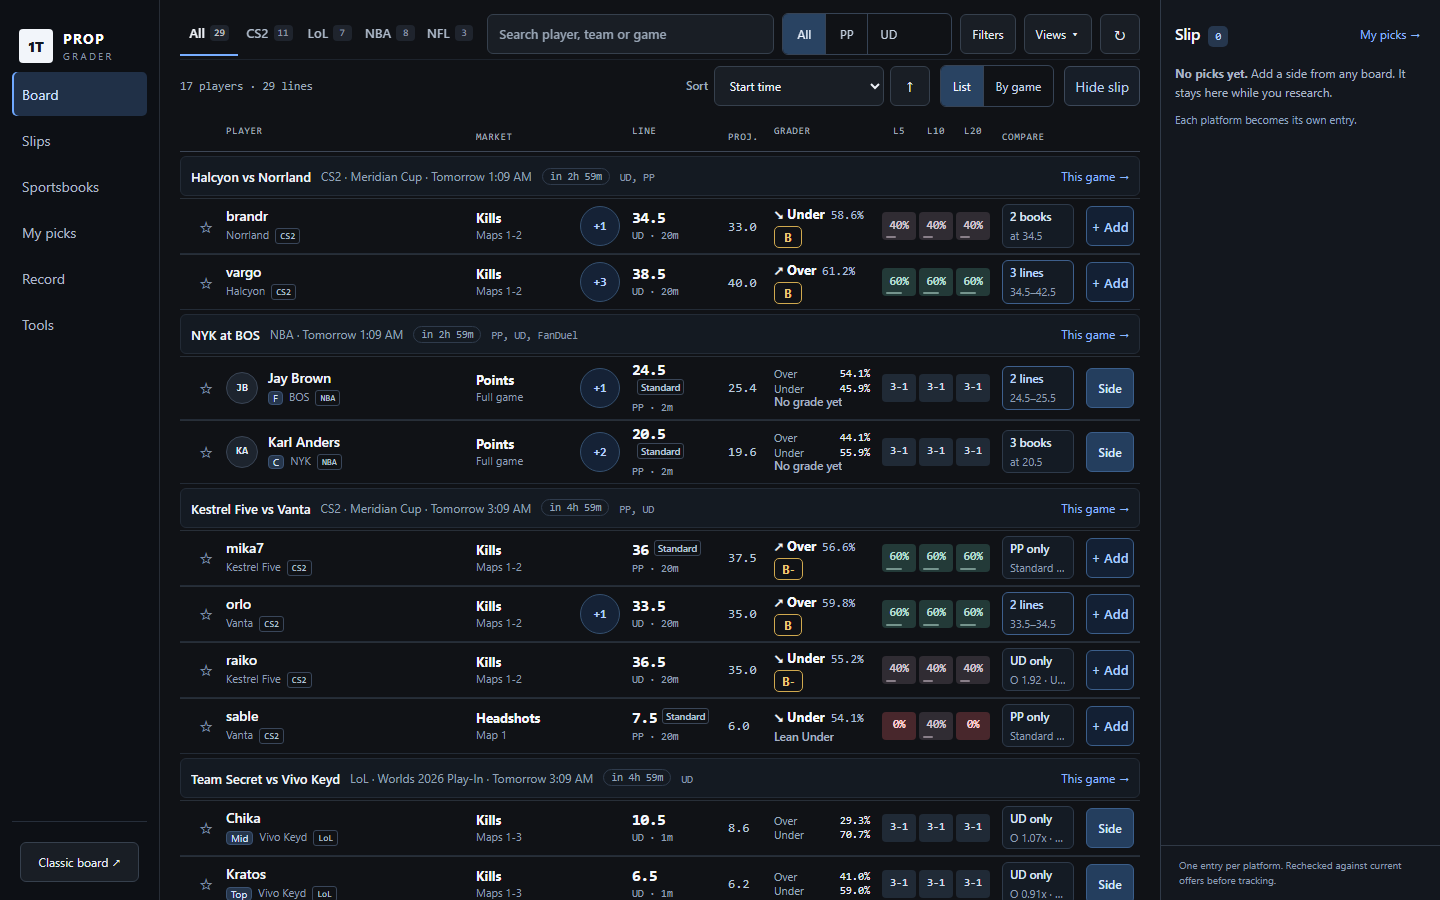 1T
PROP
GRADER
Board
Slips
Sportsbooks
My picks
Record
Tools
Classic board ↗
All 29 CS2 11 LoL 7 NBA 8 NFL 3
Search player, team or game
All PP UD
Filters
Views ▾
↻
17 players · 29 lines
Sort Start time ↑ List By game Hide slip
PLAYER MARKET LINE PROJ. GRADER L5 L10 L20 COMPARE
Halcyon vs Norrland CS2 · Meridian Cup · Tomorrow 1:09 AM in 2h 59m UD, PP This game →
☆ brandr Kills +1 34.5 33.0 ↘ Under 58.6% 40% 40% 40% 2 books + Add
Norrland CS2 Maps 1-2 UD · 20m B at 34.5
☆ vargo Kills +3 38.5 40.0 ↗ Over 61.2% 60% 60% 60% 3 lines + Add
Halcyon CS2 Maps 1-2 UD · 20m B 34.5–42.5
NYK at BOS NBA · Tomorrow 1:09 AM in 2h 59m PP, UD, FanDuel This game →
☆ JB Jay Brown Points +1 24.5 Standard 25.4 Over 54.1% 3-1 3-1 3-1 2 lines Side
F BOS NBA Full game PP · 2m Under 45.9% 24.5–25.5
No grade yet
☆ KA Karl Anders Points +2 20.5 Standard 19.6 Over 44.1% 3-1 3-1 3-1 3 books Side
C NYK NBA Full game PP · 2m Under 55.9% at 20.5
No grade yet
Kestrel Five vs Vanta CS2 · Meridian Cup · Tomorrow 3:09 AM in 4h 59m PP, UD This game →
☆ mika7 Kills 36 Standard 37.5 ↗ Over 56.6% 60% 60% 60% PP only + Add
Kestrel Five CS2 Maps 1-2 PP · 20m B- Standard ...
☆ orlo Kills +1 33.5 35.0 ↗ Over 59.8% 60% 60% 60% 2 lines + Add
Vanta CS2 Maps 1-2 UD · 20m B 33.5–34.5
☆ raiko Kills 36.5 35.0 ↘ Under 55.2% 40% 40% 40% UD only + Add
Kestrel Five CS2 Maps 1-2 UD · 20m B- O 1.92 · U...
☆ sable Headshots 7.5 Standard 6.0 ↘ Under 54.1% 0% 40% 0% PP only + Add
Vanta CS2 Map 1 PP · 20m Lean Under Standard ...
Team Secret vs Vivo Keyd LoL · Worlds 2026 Play-In · Tomorrow 3:09 AM in 4h 59m UD This game →
☆ Chika Kills 10.5 8.6 Over 29.3% 3-1 3-1 3-1 UD only Side
Mid Vivo Keyd LoL Maps 1-3 UD · 1m Under 70.7% O 1.07x · ...
☆ Kratos Kills 6.5 6.2 Over 41.0% 3-1 3-1 3-1 UD only Side
Top Vivo Keyd LoL Maps 1-3 UD · 1m Under 59.0% O 0.91x · ...
Slip 0 My picks →
No picks yet. Add a side from any board. It
stays here while you research.
Each platform becomes its own entry.
One entry per platform. Rechecked against current
offers before tracking.